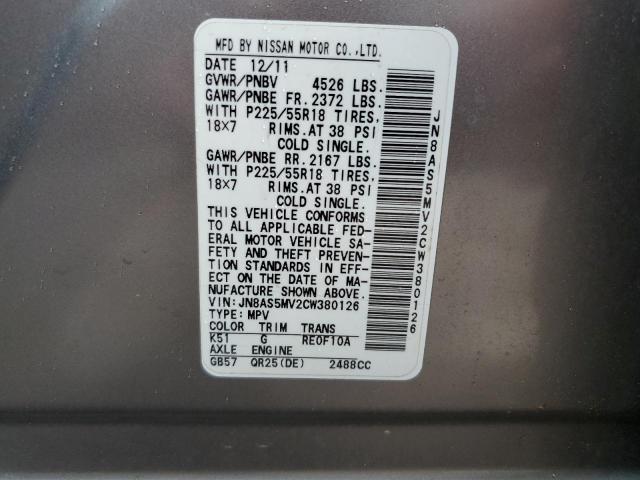 MFD BY NISSAN MOTOR CO.,LTD.
DATE 12/11
GVWR/PNBV 4526 LBS.
GAWR/PNBE FR.2372 LBS.
WITH P225/55R18 TIRES,
18X7 RIMS.AT 38 PSI
COLD SINGLE.
GAWR/PNBE RR.2167 LBS.
WITH P225/55R18 TIRES,
18X7 RIMS.AT 38 PSI
COLD SINGLE.
THIS VEHICLE CONFORMS
TO ALL APPLICABLE FED-
ERAL MOTOR VEHICLE SA-
FETY AND THEFT PREVEN-
TION STANDARDS IN EFF-
ECT ON THE DATE OF MA-
NUFACTURE SHOWN ABOVE.
VIN:JN8AS5MV2CW380126
TYPE:MPV
COLOR TRIM TRANS
K51 G RE0F10A
AXLE ENGINE
GB57 QR25(DE) 2488CC
JN8AS5MV2CW380126